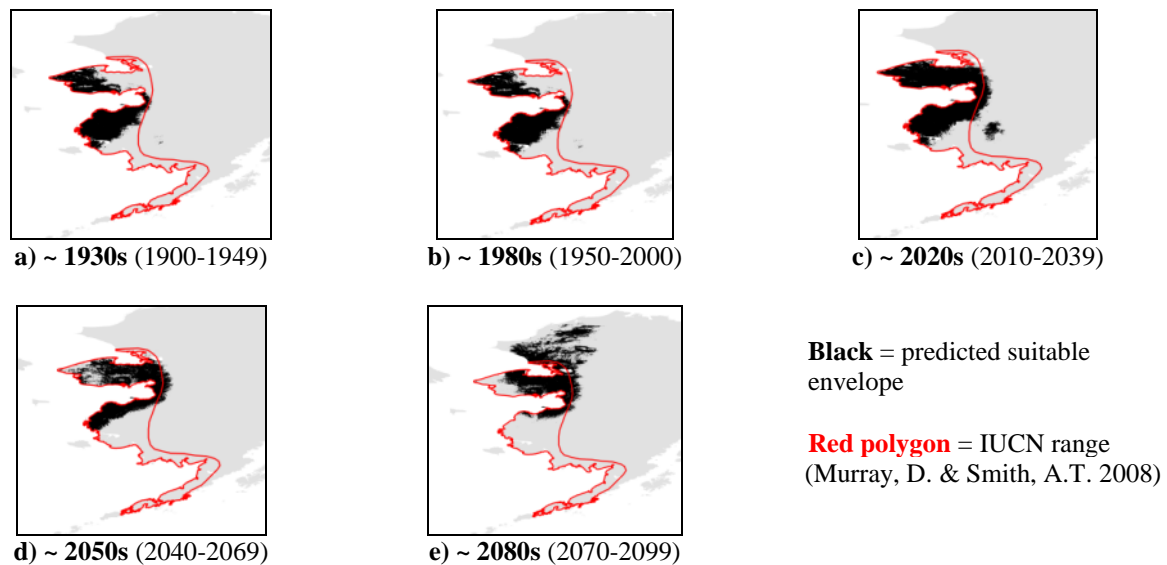 a) ~ 1930s (1900-1949)
b) ~ 1980s (1950-2000)
c) ~ 2020s (2010-2039)
d) ~ 2050s (2040-2069)
e) ~ 2080s (2070-2099)
Black = predicted suitable
envelope
Red polygon = IUCN range
(Murray, D. & Smith, A.T. 2008)